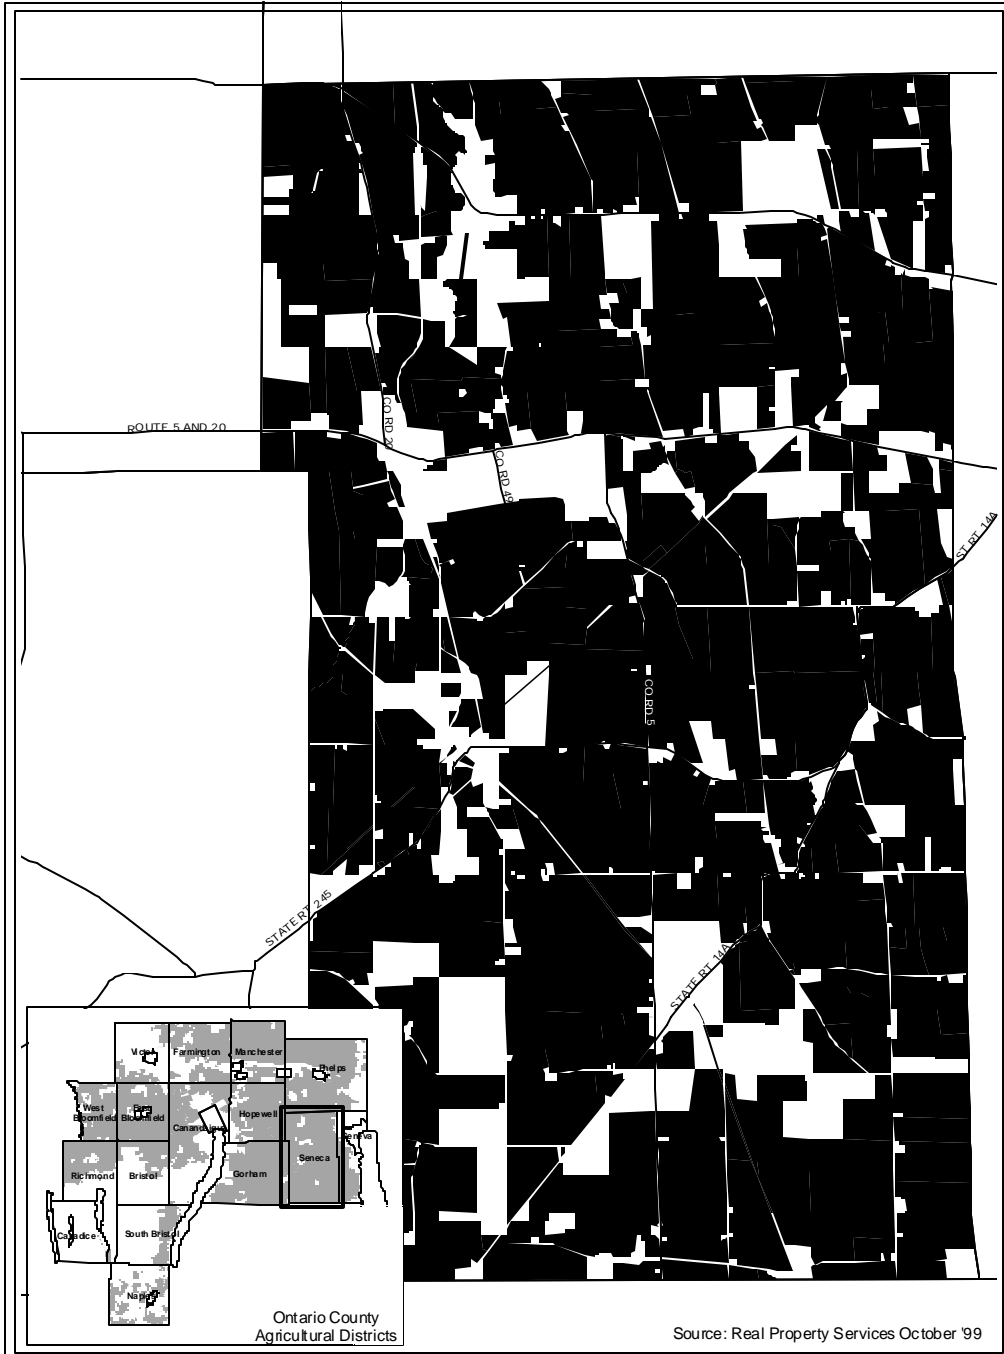 ROUTE 5 AND 20
CO RD 20
CO RD 49
ST RT. 14A
CO RD 5
STATE RT. 245
STATE RT. 14A
Victor
Farmington
Manchester
Phelps
West
Bloomfield
East
Bloomfield
Canandaigua
Hopewell
Geneva
Seneca
Richmond
Bristol
Gorham
Canadice
South Bristol
Naples
Ontario County
Agricultural Districts
Source: Real Property Services October '99